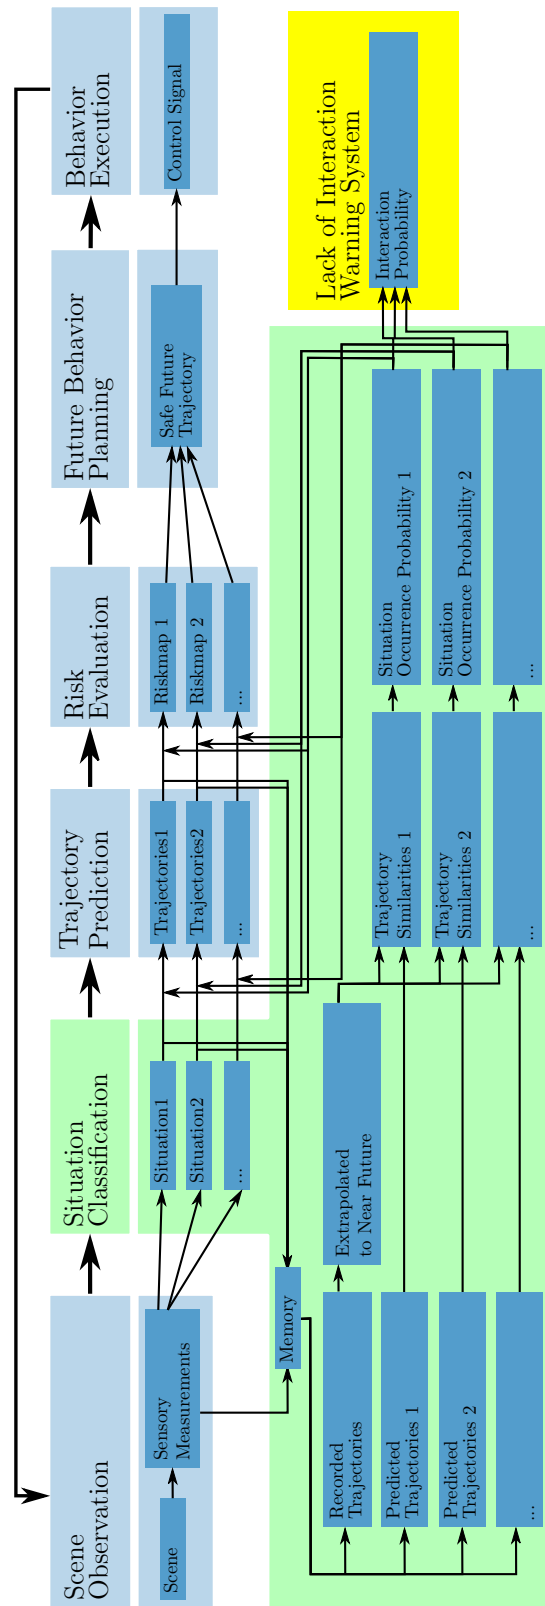 Scene
Observation
Situation
Classification
Trajectory
Prediction
Risk
Evaluation
Future Behavior
Planning
Behavior
Execution
Scene
Sensory
Measurements
Situation1
Situation2
...
Trajectories1
Trajectories2
...
Riskmap 1
Riskmap 2
...
Safe Future
Trajectory
Control Signal
Memory
Recorded
Trajectories
Predicted
Trajectories 1
Predicted
Trajectories 2
...
Extrapolated
to Near Future
Trajectory
Similarities 1
Trajectory
Similarities 2
...
Situation
Occurrence Probability 1
Situation
Occurrence Probability 2
...
Lack of Interaction
Warning System
Interaction
Probability